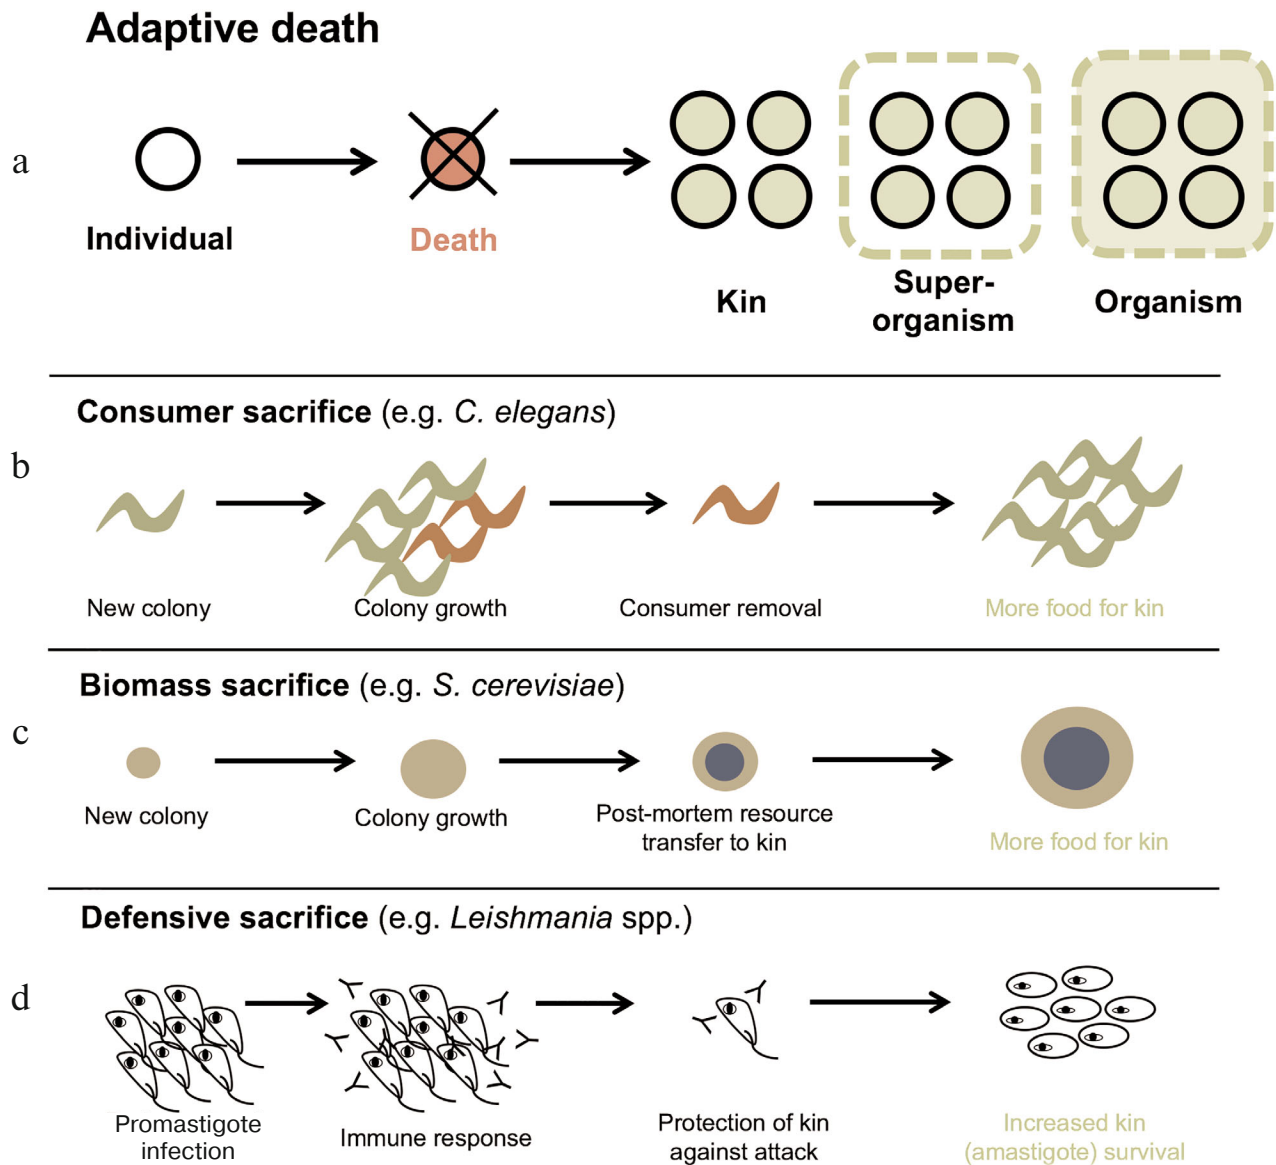 Adaptive death
a
Individual
Death
Kin
Super-
organism
Organism
Consumer sacrifice (e.g. C. elegans)
b
New colony
Colony growth
Consumer removal
More food for kin
Biomass sacrifice (e.g. S. cerevisiae)
c
New colony
Colony growth
Post-mortem resource
transfer to kin
More food for kin
Defensive sacrifice (e.g. Leishmania spp.)
d
Promastigote
infection
Immune response
Protection of kin
against attack
Increased kin
(amastigote) survival